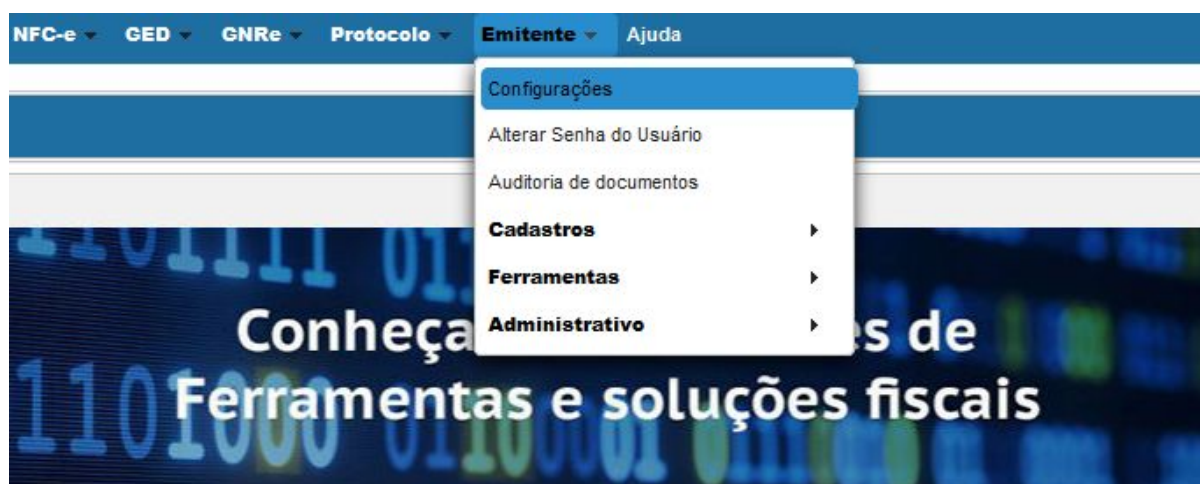 NFC-e GED GNRe Protocolo Emitente Ajuda
Configurações
Alterar Senha do Usuário
Auditoria de documentos
Cadastros
Ferramentas
Administrativo
Conheça s de
Ferramentas e soluções fiscais